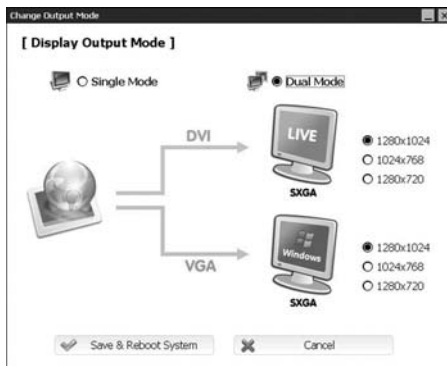 Change Output Mode
[ Display Output Mode ]
Single Mode
Dual Mode
DVI
LIVE
SXGA
1280x1024
1024x768
1280x720
VGA
Windows
SXGA
1280x1024
1024x768
1280x720
Save & Reboot System
Cancel